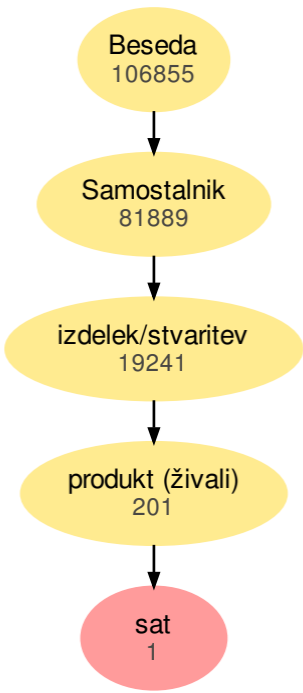 Beseda
106855
Samostalnik
81889
izdelek/stvaritev
19241
produkt (živali)
201
sat
1